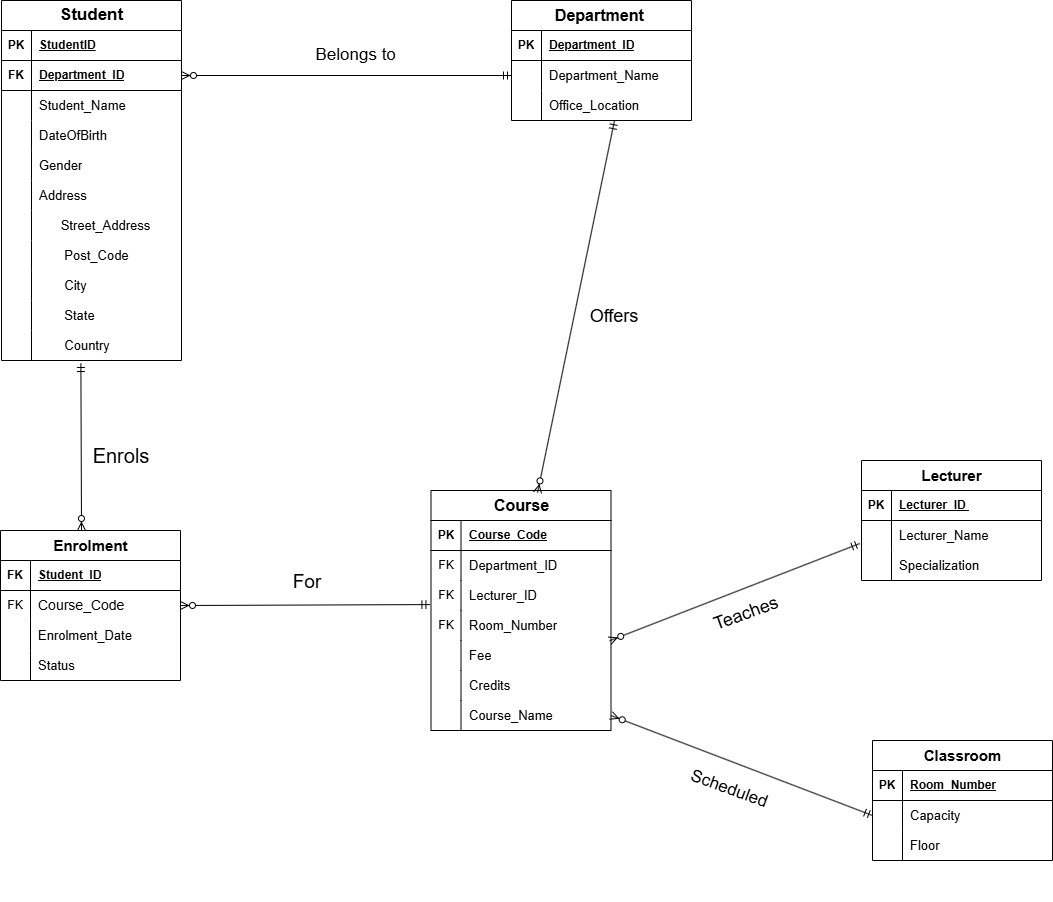 Student
PK StudentID
FK Department_ID
Student_Name
DateOfBirth
Gender
Address
Street_Address
Post_Code
City
State
Country
Belongs to
Department
PK Department_ID
Department_Name
Office_Location
Offers
Enrols
Enrolment
FK Student_ID
FK Course_Code
Enrolment_Date
Status
For
Course
PK Course_Code
FK Department_ID
FK Lecturer_ID
FK Room_Number
Fee
Credits
Course_Name
Lecturer
PK Lecturer_ID
Lecturer_Name
Specialization
Teaches
Scheduled
Classroom
PK Room_Number
Capacity
Floor